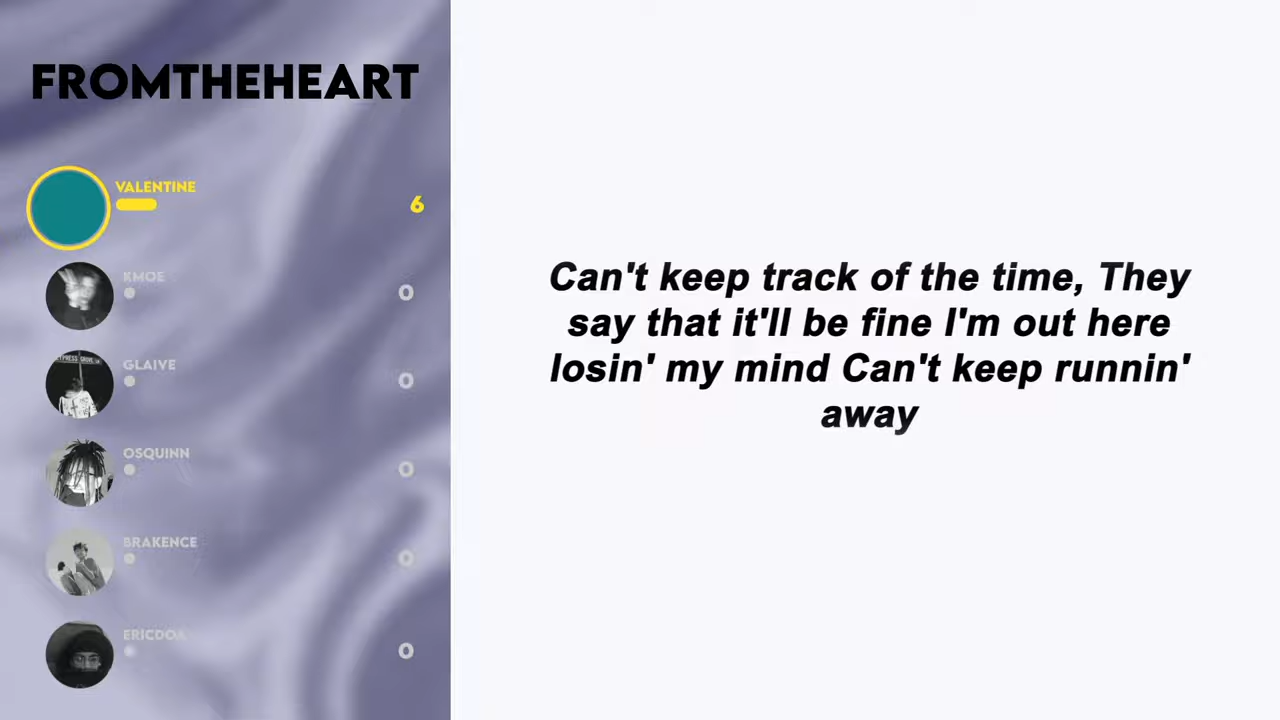 FROMTHEHEART
VALENTINE
6
KMOE
0
GLAIVE
0
OSQUINN
0
BRAKENCE
0
ERICDOA
0
Can't keep track of the time, They
say that it'll be fine I'm out here
losin' my mind Can't keep runnin'
away